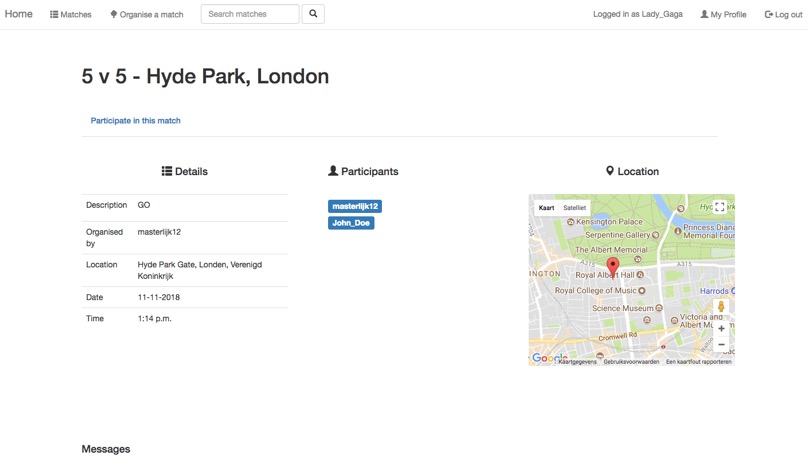 Home Matches Organise a match Search matches Logged in as Lady_Gaga My Profile Log out
5 v 5 - Hyde Park, London
Participate in this match
Details
Description GO
Organised by masterlijk12
Location Hyde Park Gate, Londen, Verenigd
Koninkrijk
Date 11-11-2018
Time 1:14 p.m.
Participants
masterlijk12
John_Doe
Location
Kaart Satelliet
Kensington Palace
Princess Diana
Memorial
Serpentine Gallery
The Albert Memorial
A315 A315
Royal Albert Hall
INGTON
Royal College of Music
Harrods
Science Museum
Victoria and
Albert
Cromwell Rd
Google
Kaartgegevens Gebruiksvoorwaarden Een kaartfout rapporteren
Messages